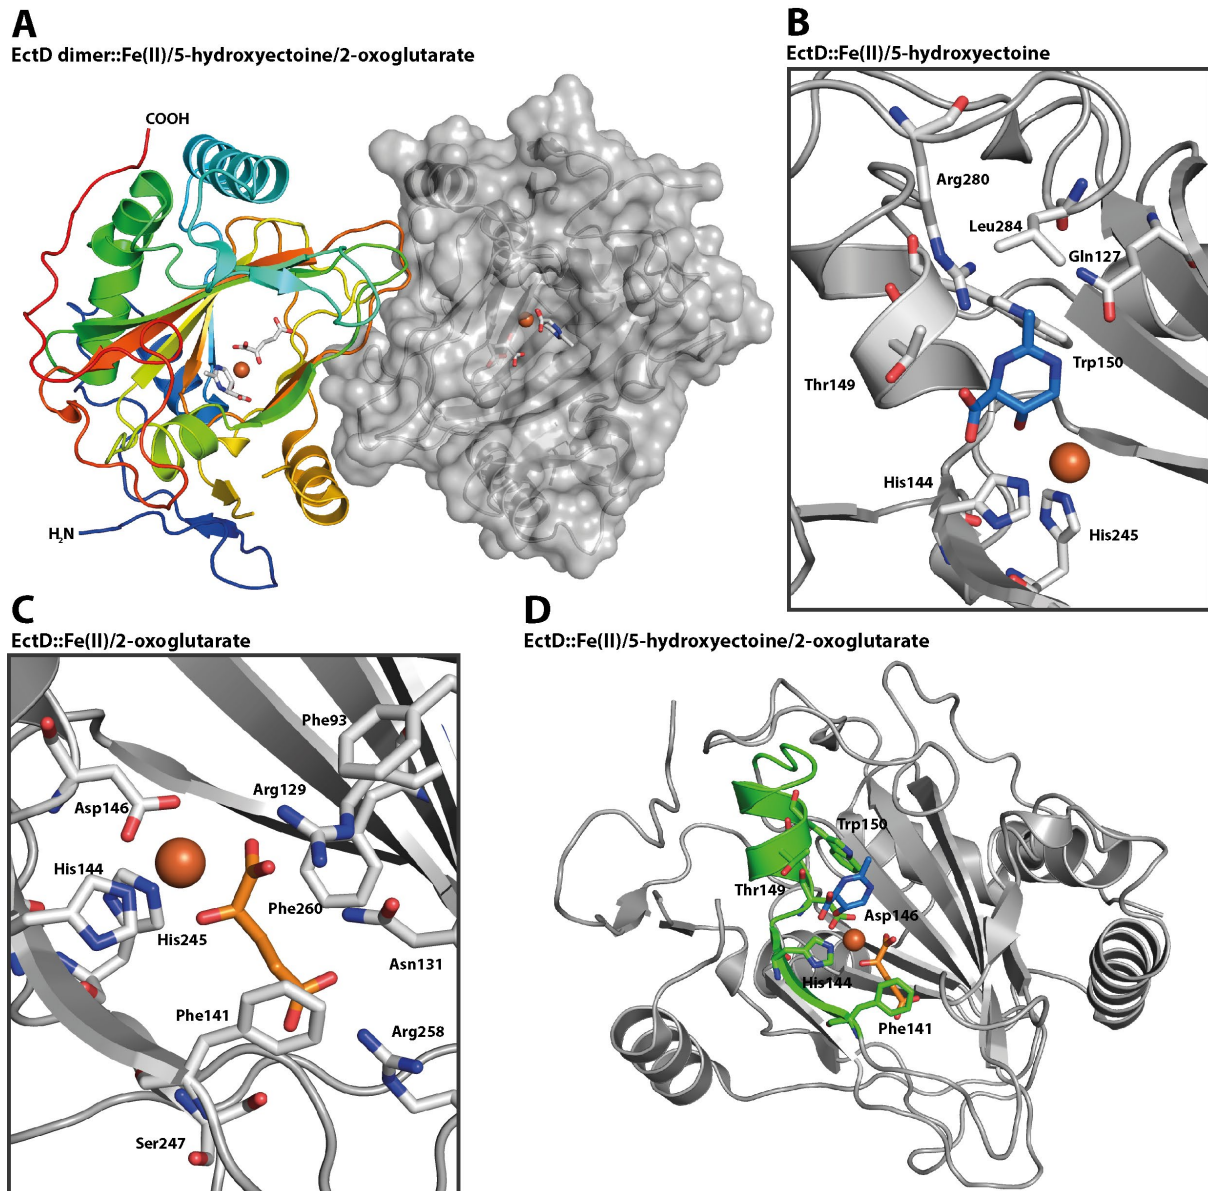 A
EctD dimer::Fe(II)/5-hydroxyectoine/2-oxoglutarate
COOH
H2N
B
EctD::Fe(II)/5-hydroxyectoine
Arg280
Leu284
Gln127
Trp150
Thr149
His144
His245
C
EctD::Fe(II)/2-oxoglutarate
Phe93
Arg129
Asp146
His144
Phe260
His245
Asn131
Phe141
Arg258
Ser247
D
EctD::Fe(II)/5-hydroxyectoine/2-oxoglutarate
Trp150
Thr149
Asp146
His144
Phe141